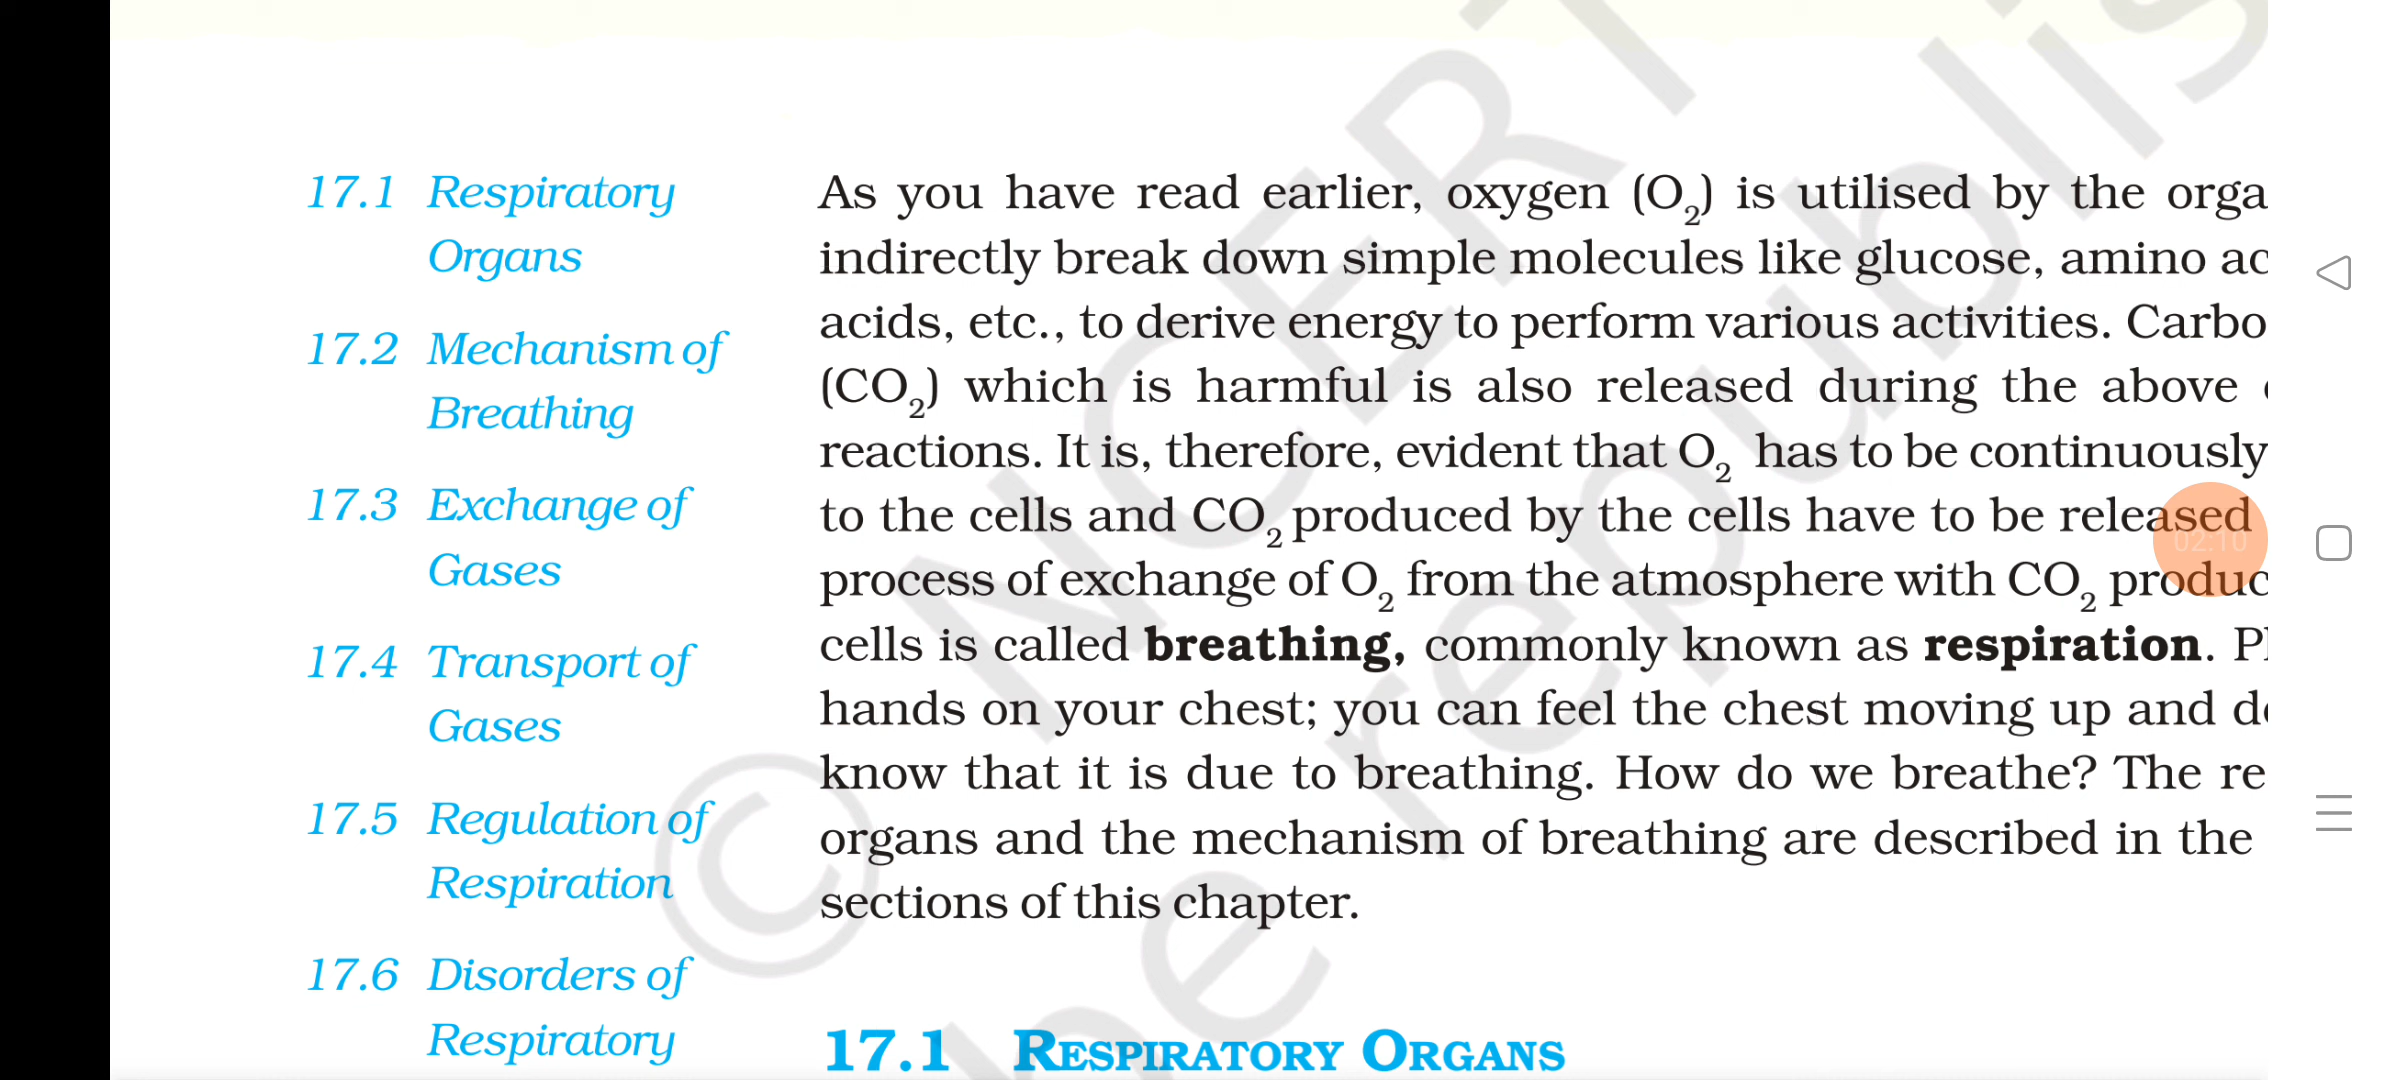 17.1 Respiratory
Organs
17.2 Mechanism of
Breathing
17.3 Exchange of
Gases
17.4 Transport of
Gases
17.5 Regulation of
Respiration
17.6 Disorders of
Respiratory
As you have read earlier, oxygen (O₂) is utilised by the orga
indirectly break down simple molecules like glucose, amino ac
acids, etc., to derive energy to perform various activities. Carbo
(CO₂) which is harmful is also released during the above
reactions. It is, therefore, evident that O₂ has to be continuously
to the cells and CO₂ produced by the cells have to be released
process of exchange of O₂ from the atmosphere with CO₂ produc
cells is called breathing, commonly known as respiration.
hands on your chest; you can feel the chest moving up and
know that it is due to breathing. How do we breathe? The re
organs and the mechanism of breathing are described in the
sections of this chapter.
17.1 RESPIRATORY ORGANS
© NCERT
be republis
02:10